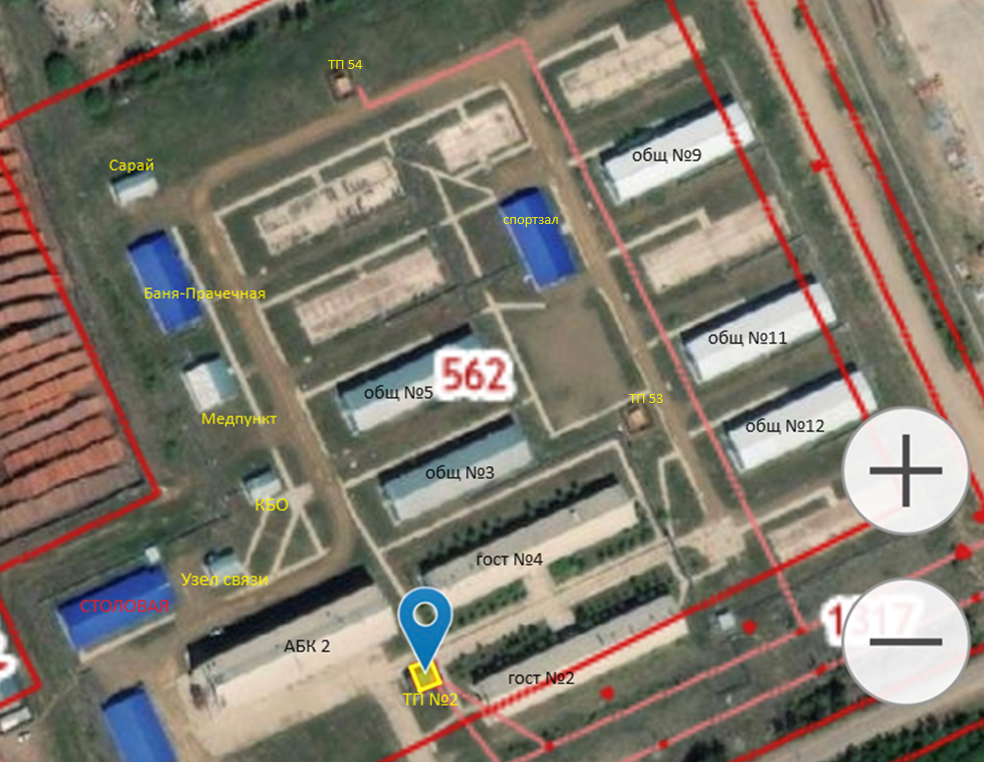 ТП 54
общ №9
Сарай
спортзал
Баня-Прачечная
общ №11
562
общ №5
ТП 53
Медпункт
общ №12
общ №3
КБО
гост №4
Узел связи
СТОЛОВАЯ
1317
АБК 2
гост №2
ТП №2